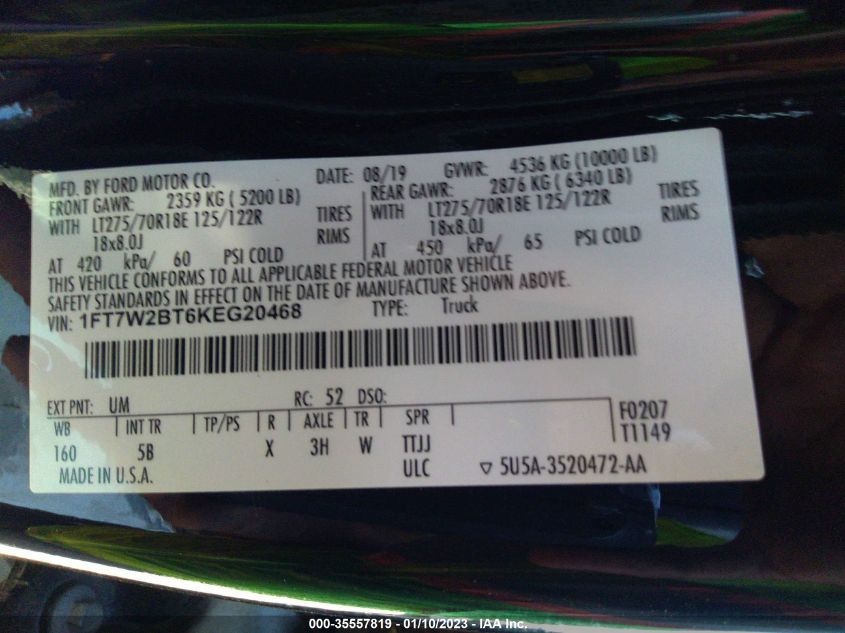 MFD. BY FORD MOTOR CO. DATE: 08/19 GVWR: 4536 KG (10000 LB)
FRONT GAWR: 2359 KG ( 5200 LB) REAR GAWR: 2876 KG ( 6340 LB)
WITH LT275/70R18E 125/122R TIRES WITH LT275/70R18E 125/122R TIRES
18x8.0J RIMS 18x8.0J RIMS
AT 420 kPa/ 60 PSI COLD AT 450 kPa/ 65 PSI COLD
THIS VEHICLE CONFORMS TO ALL APPLICABLE FEDERAL MOTOR VEHICLE
SAFETY STANDARDS IN EFFECT ON THE DATE OF MANUFACTURE SHOWN ABOVE.
VIN: 1FT7W2BT6KEG20468 TYPE: Truck
EXT PNT: UM RC: 52 DSO:
WB INT TR TP/PS R AXLE TR SPR F0207
160 5B X 3H W TTJJ T1149
MADE IN U.S.A. ULC ▽ 5U5A-3520472-AA
000-35557819 - 01/10/2023 - IAA Inc.